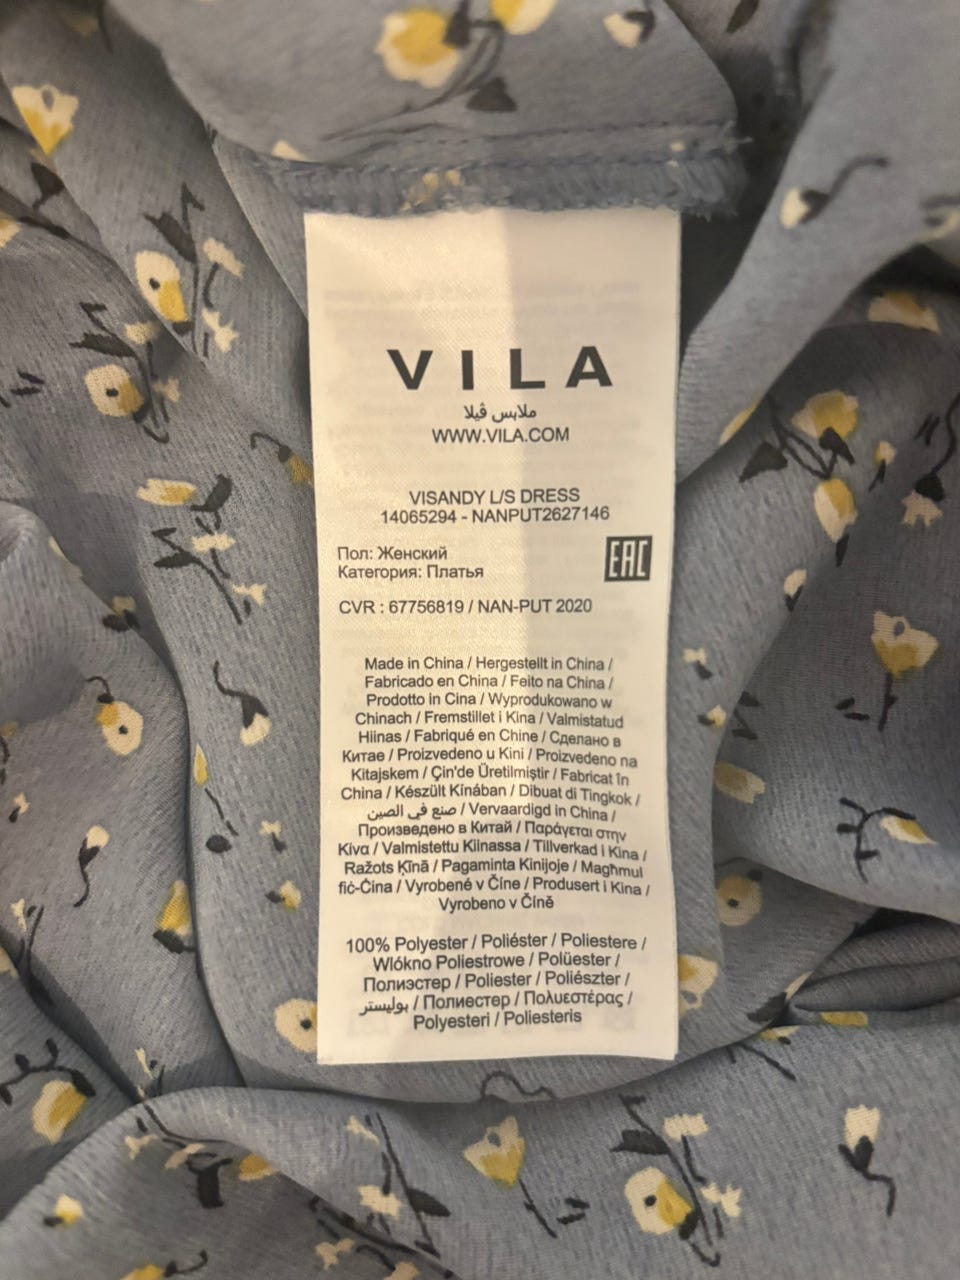 VILA
ملابس ڤيلا
WWW.VILA.COM
VISANDY L/S DRESS
14065294 - NANPUT2627146
Пол: Женский
Категория: Платья
EAC
CVR : 67756819 / NAN-PUT 2020
Made in China / Hergestellt in China /
Fabricado en China / Feito na China /
Prodotto in Cina / Wyprodukowano w
Chinach / Fremstillet i Kina / Valmistatud
Hiinas / Fabriqué en Chine / Сделано в
Китае / Proizvedeno u Kini / Proizvedeno na
Kitajskem / Çin'de Üretilmiştir / Fabricat în
China / Készült Kínában / Dibuat di Tingkok /
صنع في الصين / Vervaardigd in China /
Произведено в Китай / Παράγεται στην
Κίνα / Valmistettu Kiinassa / Tillverkad i Kina /
Ražots Ķīnā / Pagaminta Kinijoje / Magħmul
fiċ-Ċina / Vyrobené v Číne / Produsert i Kina /
Vyrobeno v Číně
100% Polyester / Poliéster / Poliestere /
Wlókno Poliestrowe / Polüester /
Полиэстер / Poliester / Poliészter /
بوليستر / Полиестер / Πολυεστέρας /
Polyesteri / Poliesteris